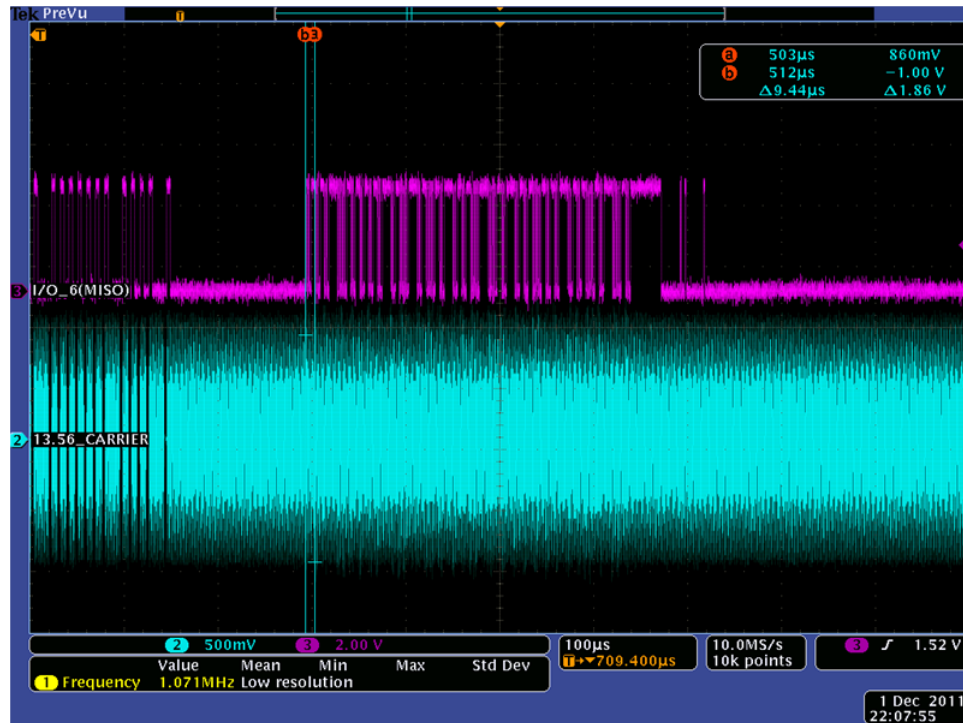 Tek PreVu
T
T
b a
a 503µs 860mV
b 512µs −1.00 V
Δ9.44µs Δ1.86 V
3 I/O_6(MISO)
2 13.56_CARRIER
2 500mV 3 2.00 V
100µs
T→▼709.400µs
10.0MS/s
10k points
3 1.52 V
Value Mean Min Max Std Dev
1 Frequency 1.071MHz Low resolution
1 Dec 2011
22:07:55